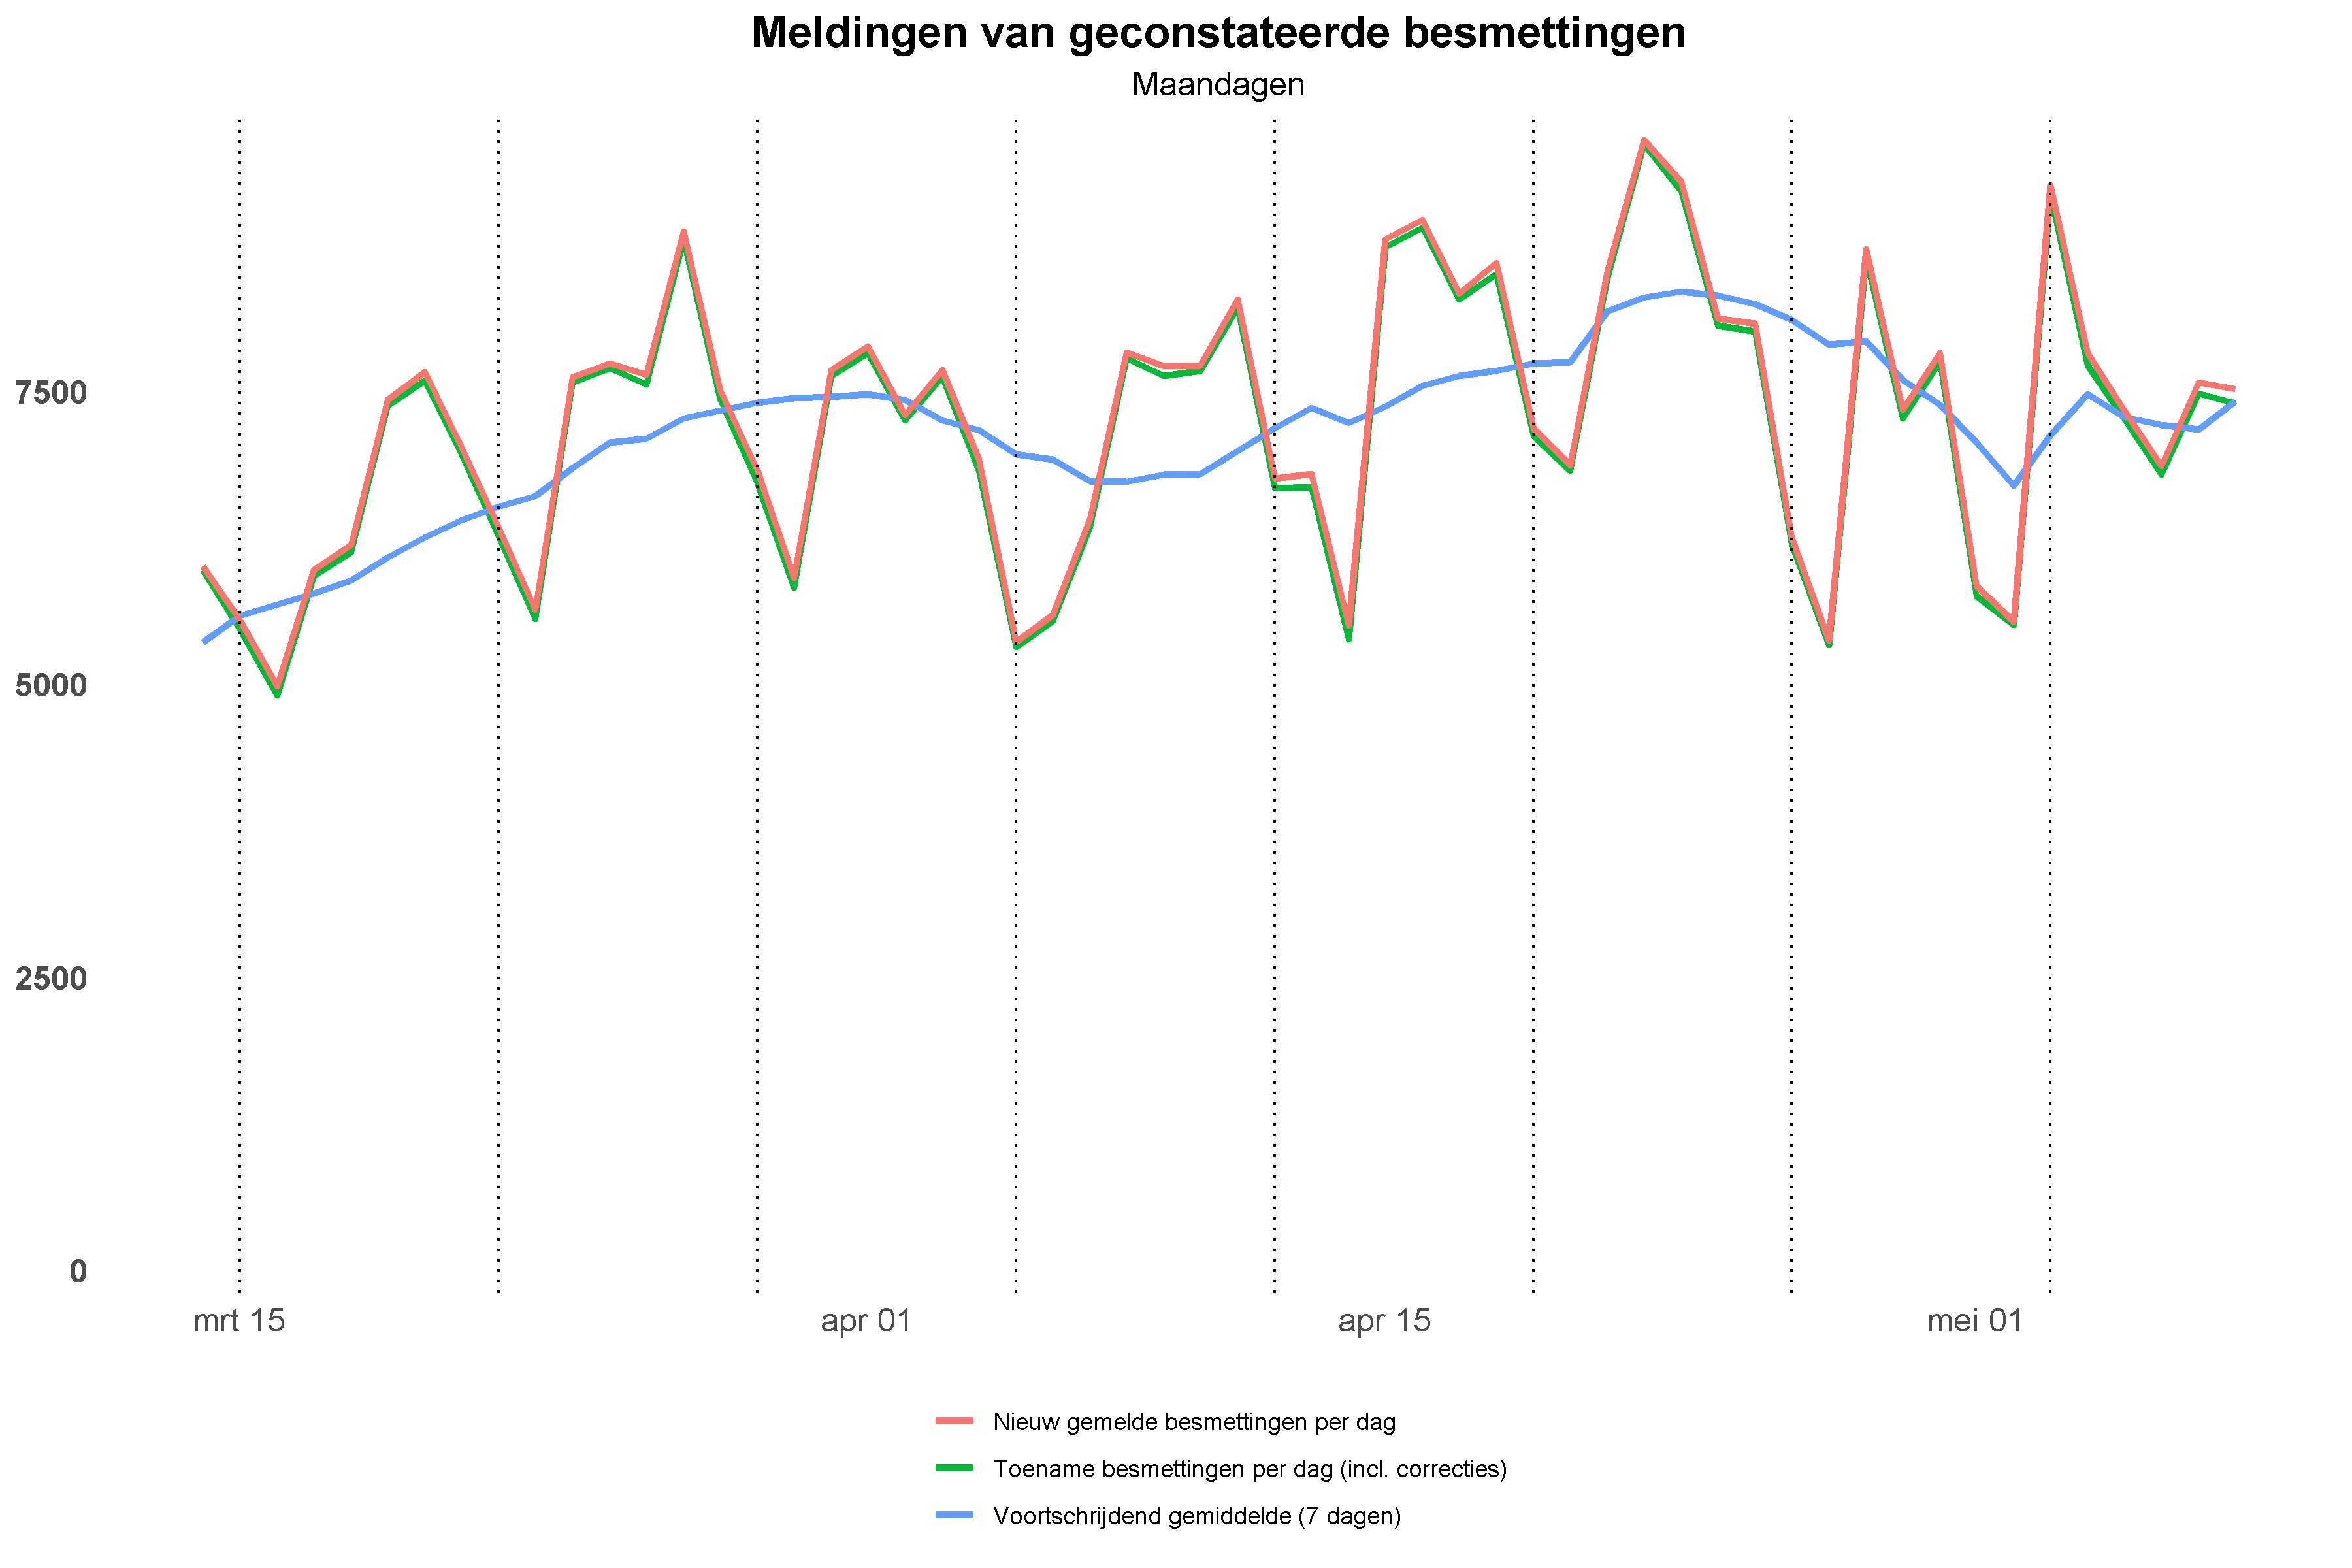 Meldingen van geconstateerde besmettingen
Maandagen
7500
5000
2500
0
mrt 15
apr 01
apr 15
mei 01
Nieuw gemelde besmettingen per dag
Toename besmettingen per dag (incl. correcties)
Voortschrijdend gemiddelde (7 dagen)